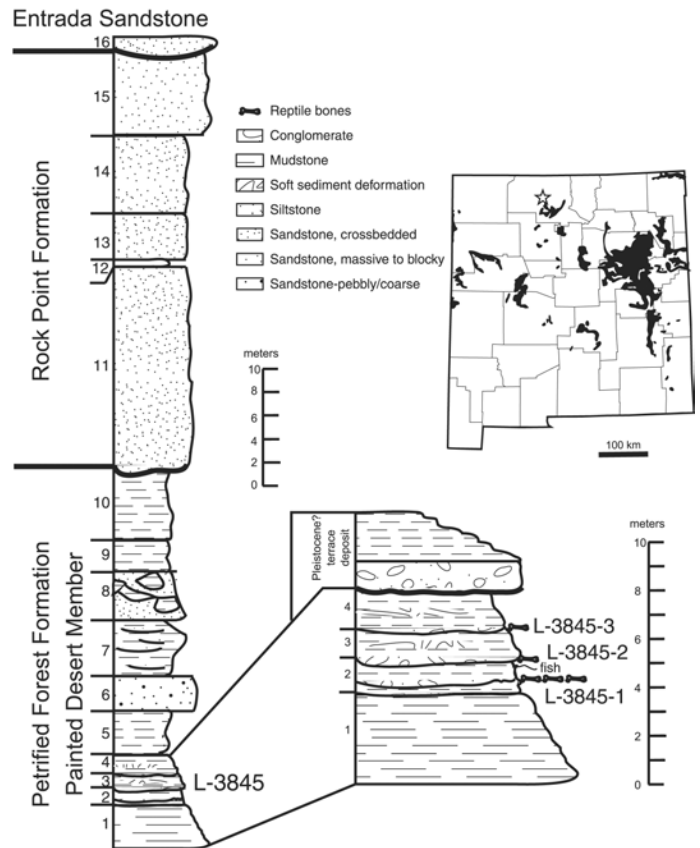 Entrada Sandstone
16
15
14
13
12
11
10
9
8
7
6
5
4
3
2
1
Rock Point Formation
Petrified Forest Formation
Painted Desert Member
L-3845
Reptile bones
Conglomerate
Mudstone
Soft sediment deformation
Siltstone
Sandstone, crossbedded
Sandstone, massive to blocky
Sandstone-pebbly/coarse
meters
10
8
6
4
2
0
100 km
Pleistocene?
terrace
deposit
4
3
2
1
L-3845-3
L-3845-2
fish
L-3845-1
meters
10
8
6
4
2
0